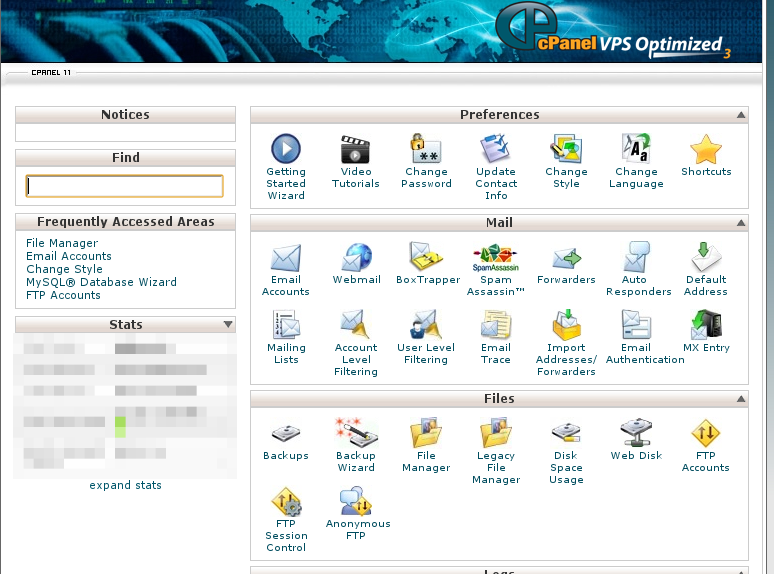 cPanel VPS Optimized 3
CPANEL 11
Notices
Find
Frequently Accessed Areas
File Manager
Email Accounts
Change Style
MySQL® Database Wizard
FTP Accounts
Stats
expand stats
Preferences
Getting Started Wizard
Video Tutorials
Change Password
Update Contact Info
Change Style
Change Language
Shortcuts
Mail
Email Accounts
Webmail
BoxTrapper
SpamAssassin
Spam Assassin™
Forwarders
Auto Responders
Default Address
Mailing Lists
Account Level Filtering
User Level Filtering
Email Trace
Import Addresses/ Forwarders
Email Authentication
MX Entry
Files
Backups
Backup Wizard
File Manager
Legacy File Manager
Disk Space Usage
Web Disk
FTP Accounts
FTP Session Control
Anonymous FTP